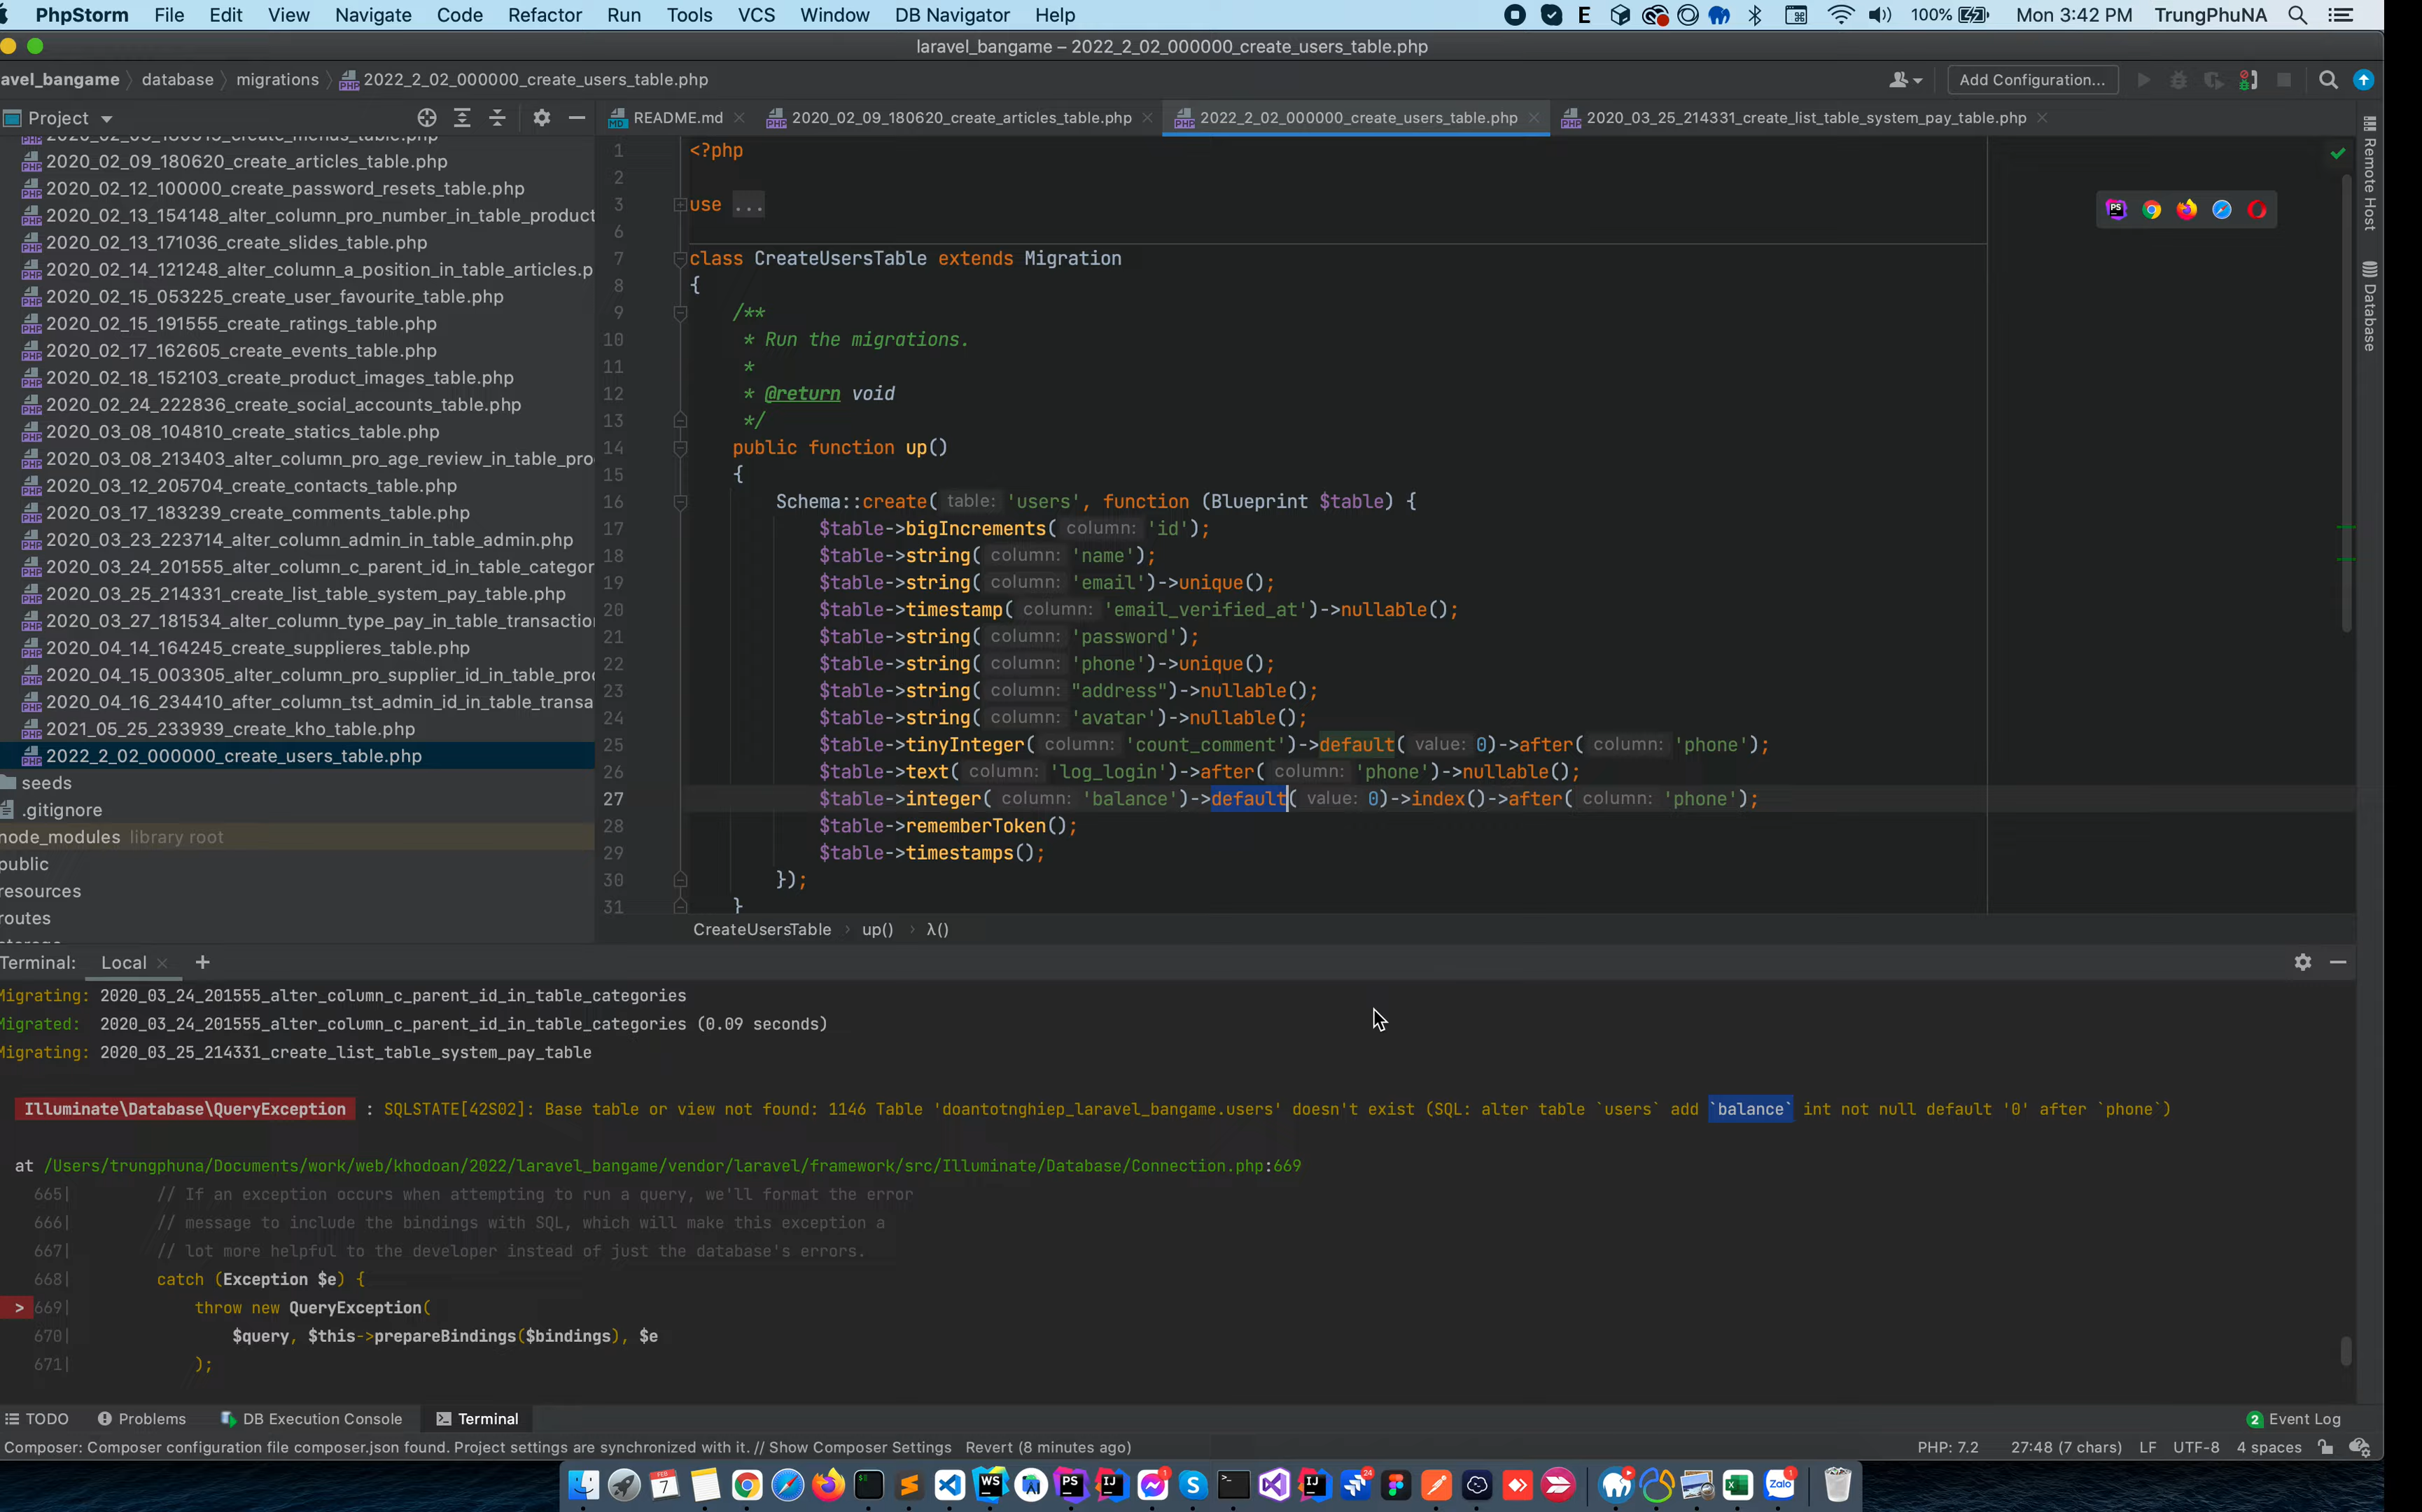 PhpStorm File Edit View Navigate Code Refactor Run Tools VCS Window DB Navigator Help
E 100% Mon 3:42 PM TrungPhuNA
laravel_bangame – 2022_2_02_000000_create_users_table.php
avel_bangame database migrations 2022_2_02_000000_create_users_table.php
Add Configuration...
Project
README.md
2020_02_09_180620_create_articles_table.php
2022_2_02_000000_create_users_table.php
2020_03_25_214331_create_list_table_system_pay_table.php
2020_02_09_180620_create_articles_table.php
2020_02_12_100000_create_password_resets_table.php
2020_02_13_154148_alter_column_pro_number_in_table_product
2020_02_13_171036_create_slides_table.php
2020_02_14_121248_alter_column_a_position_in_table_articles.p
2020_02_15_053225_create_user_favourite_table.php
2020_02_15_191555_create_ratings_table.php
2020_02_17_162605_create_events_table.php
2020_02_18_152103_create_product_images_table.php
2020_02_24_222836_create_social_accounts_table.php
2020_03_08_104810_create_statics_table.php
2020_03_08_213403_alter_column_pro_age_review_in_table_pro
2020_03_12_205704_create_contacts_table.php
2020_03_17_183239_create_comments_table.php
2020_03_23_223714_alter_column_admin_in_table_admin.php
2020_03_24_201555_alter_column_c_parent_id_in_table_categor
2020_03_25_214331_create_list_table_system_pay_table.php
2020_03_27_181534_alter_column_type_pay_in_table_transactio
2020_04_14_164245_create_supplieres_table.php
2020_04_15_003305_alter_column_pro_supplier_id_in_table_pro
2020_04_16_234410_after_column_tst_admin_id_in_table_transa
2021_05_25_233939_create_kho_table.php
2022_2_02_000000_create_users_table.php
seeds
.gitignore
node_modules library root
public
resources
routes
1 <?php
2
3 use ...
6
7 class CreateUsersTable extends Migration
8 {
9 /**
10 * Run the migrations.
11 *
12 * @return void
13 */
14 public function up()
15 {
16 Schema::create( table: 'users', function (Blueprint $table) {
17 $table->bigIncrements( column: 'id');
18 $table->string( column: 'name');
19 $table->string( column: 'email')->unique();
20 $table->timestamp( column: 'email_verified_at')->nullable();
21 $table->string( column: 'password');
22 $table->string( column: 'phone')->unique();
23 $table->string( column: "address")->nullable();
24 $table->string( column: 'avatar')->nullable();
25 $table->tinyInteger( column: 'count_comment')->default( value: 0)->after( column: 'phone');
26 $table->text( column: 'log_login')->after( column: 'phone')->nullable();
27 $table->integer( column: 'balance')->default( value: 0)->index()->after( column: 'phone');
28 $table->rememberToken();
29 $table->timestamps();
30 });
31 }
CreateUsersTable › up() › λ()
Remote Host
Database
Terminal: Local × +
Migrating: 2020_03_24_201555_alter_column_c_parent_id_in_table_categories
Migrated: 2020_03_24_201555_alter_column_c_parent_id_in_table_categories (0.09 seconds)
Migrating: 2020_03_25_214331_create_list_table_system_pay_table
Illuminate\Database\QueryException : SQLSTATE[42S02]: Base table or view not found: 1146 Table 'doantotnghiep_laravel_bangame.users' doesn't exist (SQL: alter table `users` add `balance` int not null default '0' after `phone`)
at /Users/trungphuna/Documents/work/web/khodoan/2022/laravel_bangame/vendor/laravel/framework/src/Illuminate/Database/Connection.php:669
665| // If an exception occurs when attempting to run a query, we'll format the error
666| // message to include the bindings with SQL, which will make this exception a
667| // lot more helpful to the developer instead of just the database's errors.
668| catch (Exception $e) {
> 669| throw new QueryException(
670| $query, $this->prepareBindings($bindings), $e
671| );
TODO Problems DB Execution Console Terminal 2 Event Log
Composer: Composer configuration file composer.json found. Project settings are synchronized with it. // Show Composer Settings Revert (8 minutes ago) PHP: 7.2 27:48 (7 chars) LF UTF-8 4 spaces